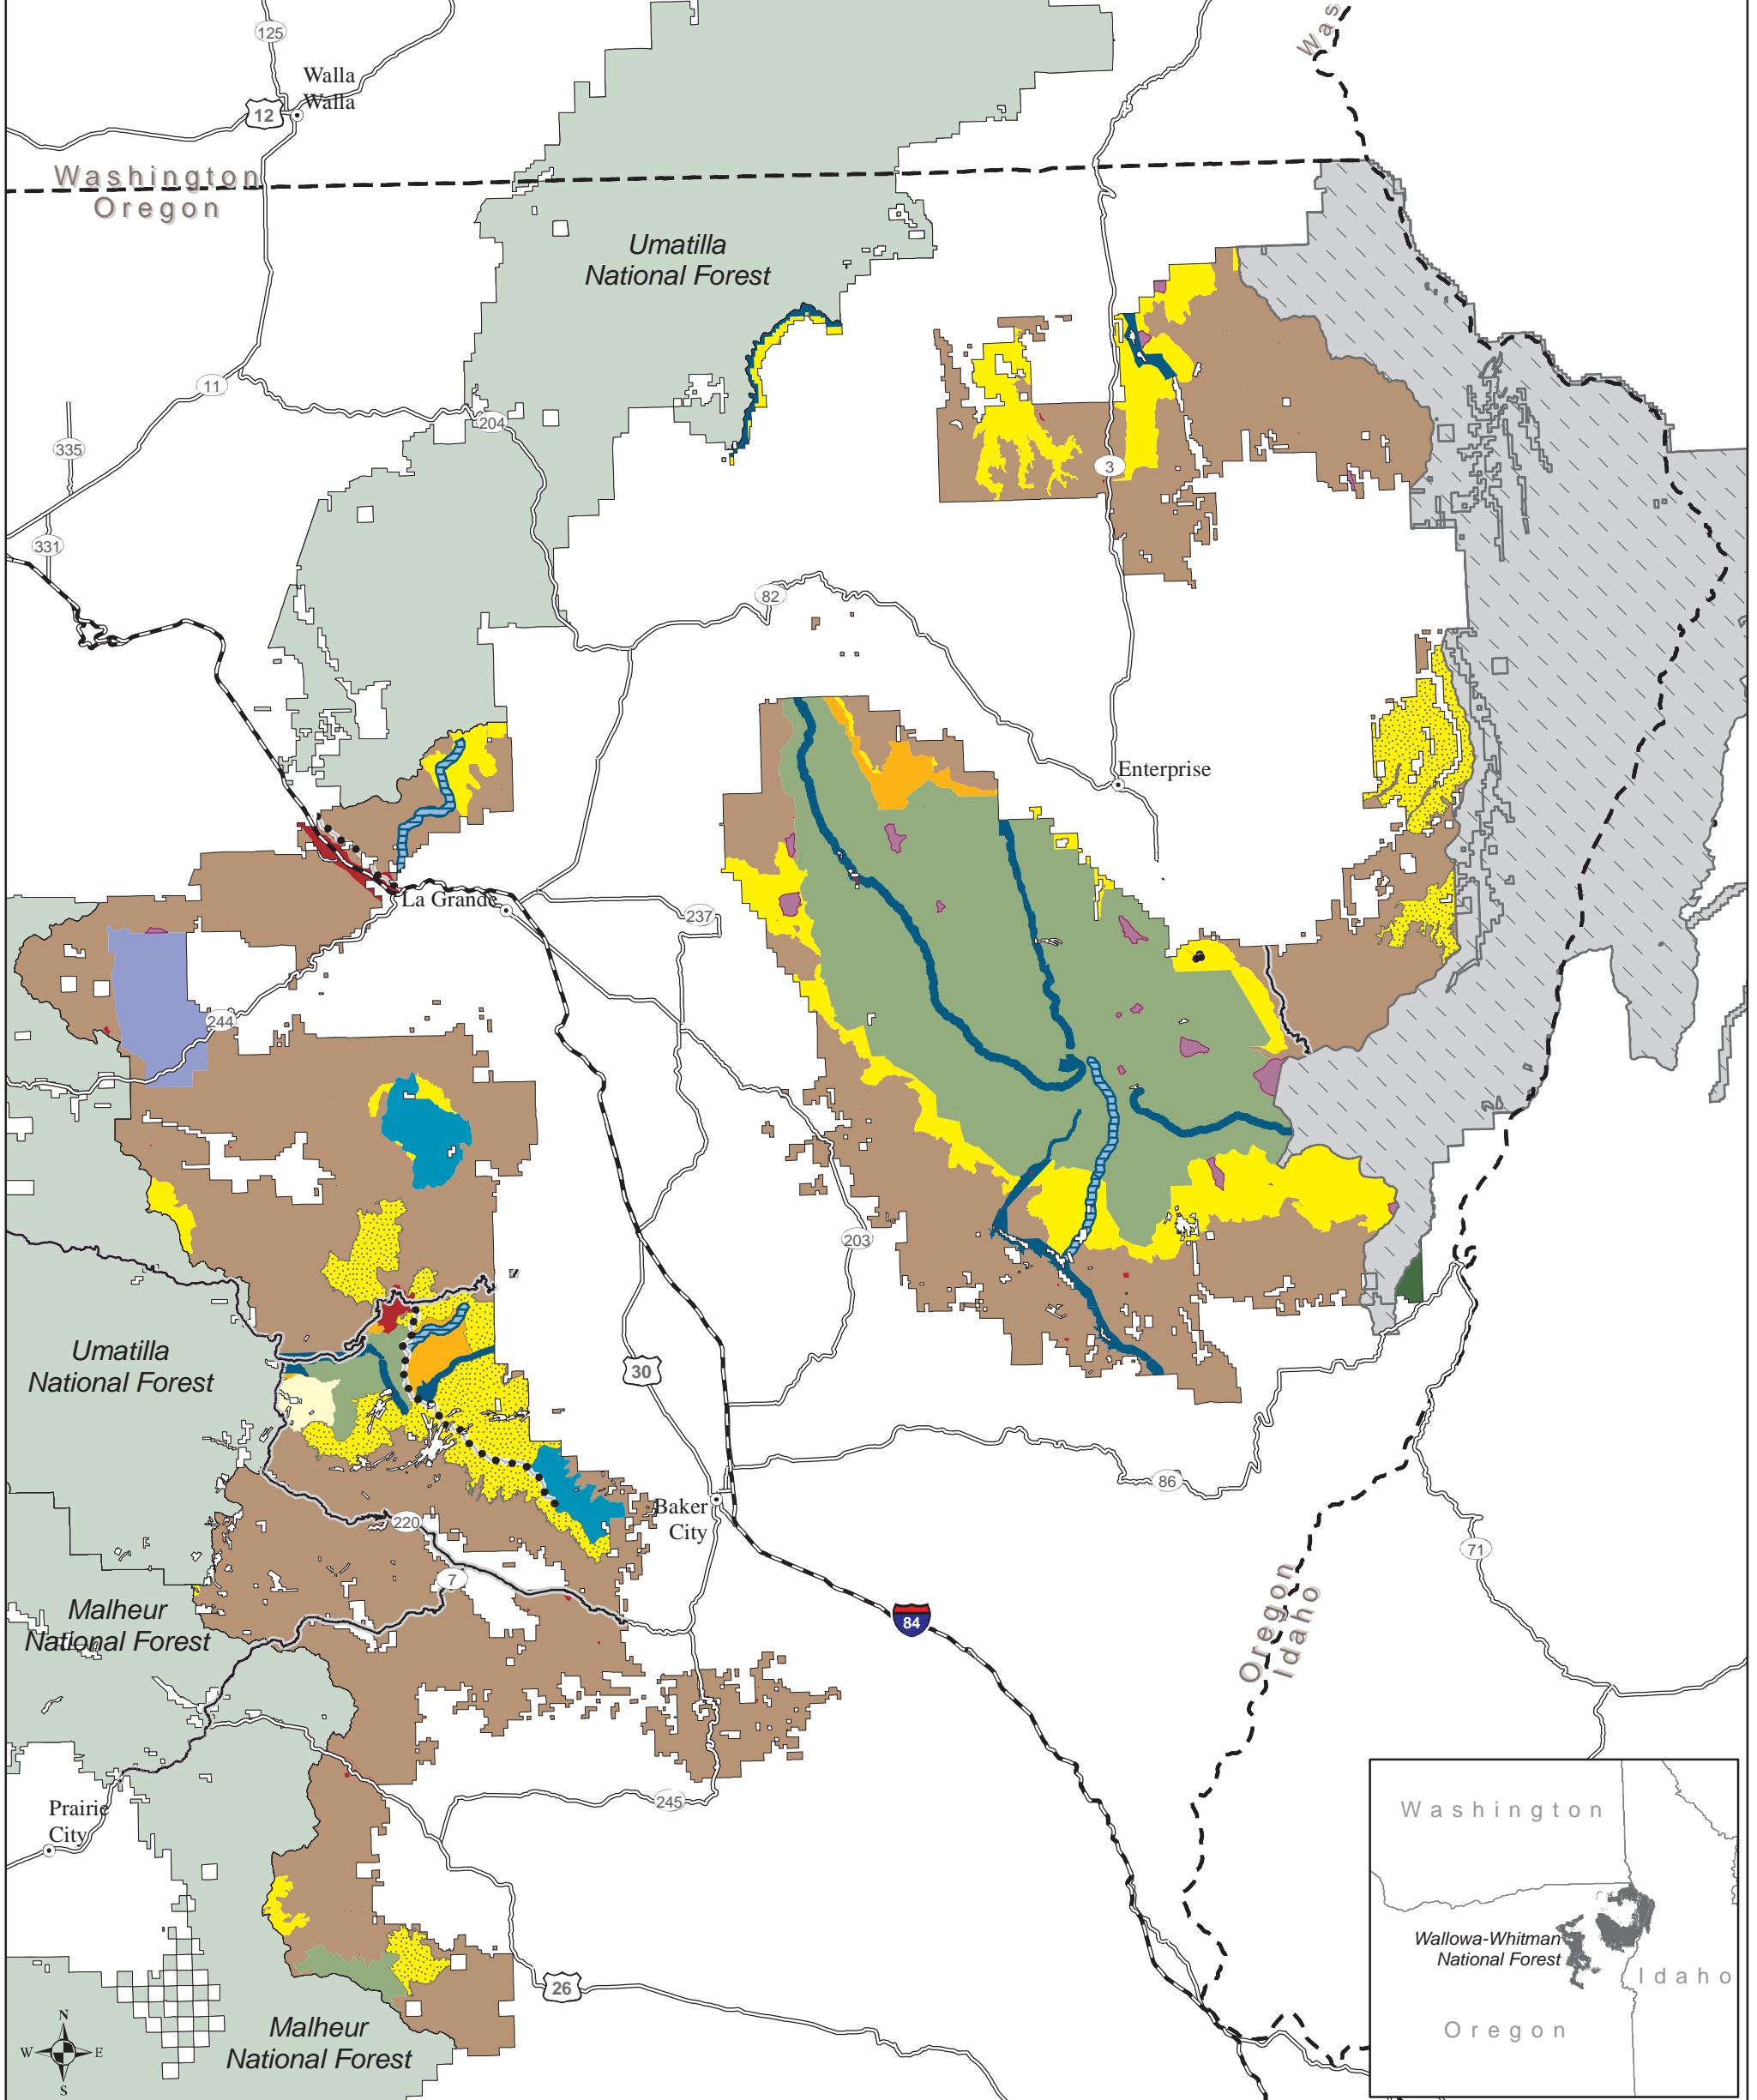 Was
125
Walla
Walla
12
Washington
Oregon
Umatilla
National Forest
11
204
335
3
331
82
Enterprise
La Grande
237
244
203
Umatilla
National Forest
30
86
Baker
City
220
71
7
Malheur
National Forest
84
Oregon
Idaho
Prairie
City
245
Washington
Wallowa-Whitman
National Forest
Idaho
Oregon
26
Malheur
National Forest
N
W
E
S